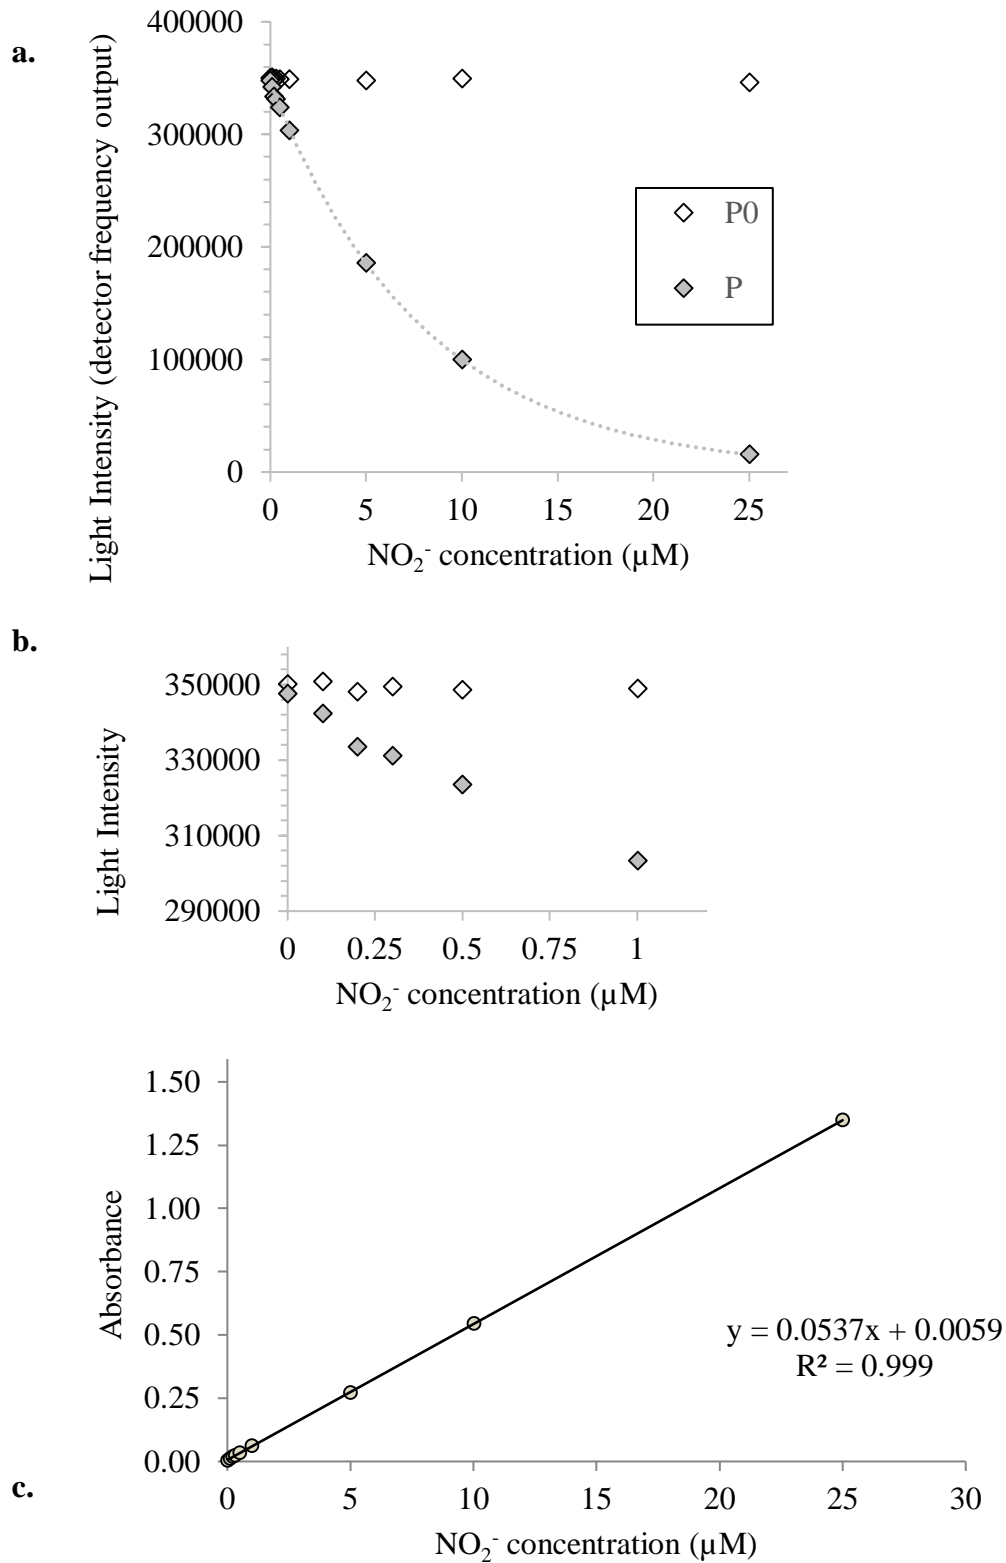 a.
Light Intensity (detector frequency output)
400000
300000
200000
100000
0
0 5 10 15 20 25
NO₂⁻ concentration (µM)
P0
P
b.
Light Intensity
350000
330000
310000
290000
0 0.25 0.5 0.75 1
NO₂⁻ concentration (µM)
c.
Absorbance
1.50
1.25
1.00
0.75
0.50
0.25
0.00
0 5 10 15 20 25 30
NO₂⁻ concentration (µM)
y = 0.0537x + 0.0059
R² = 0.999